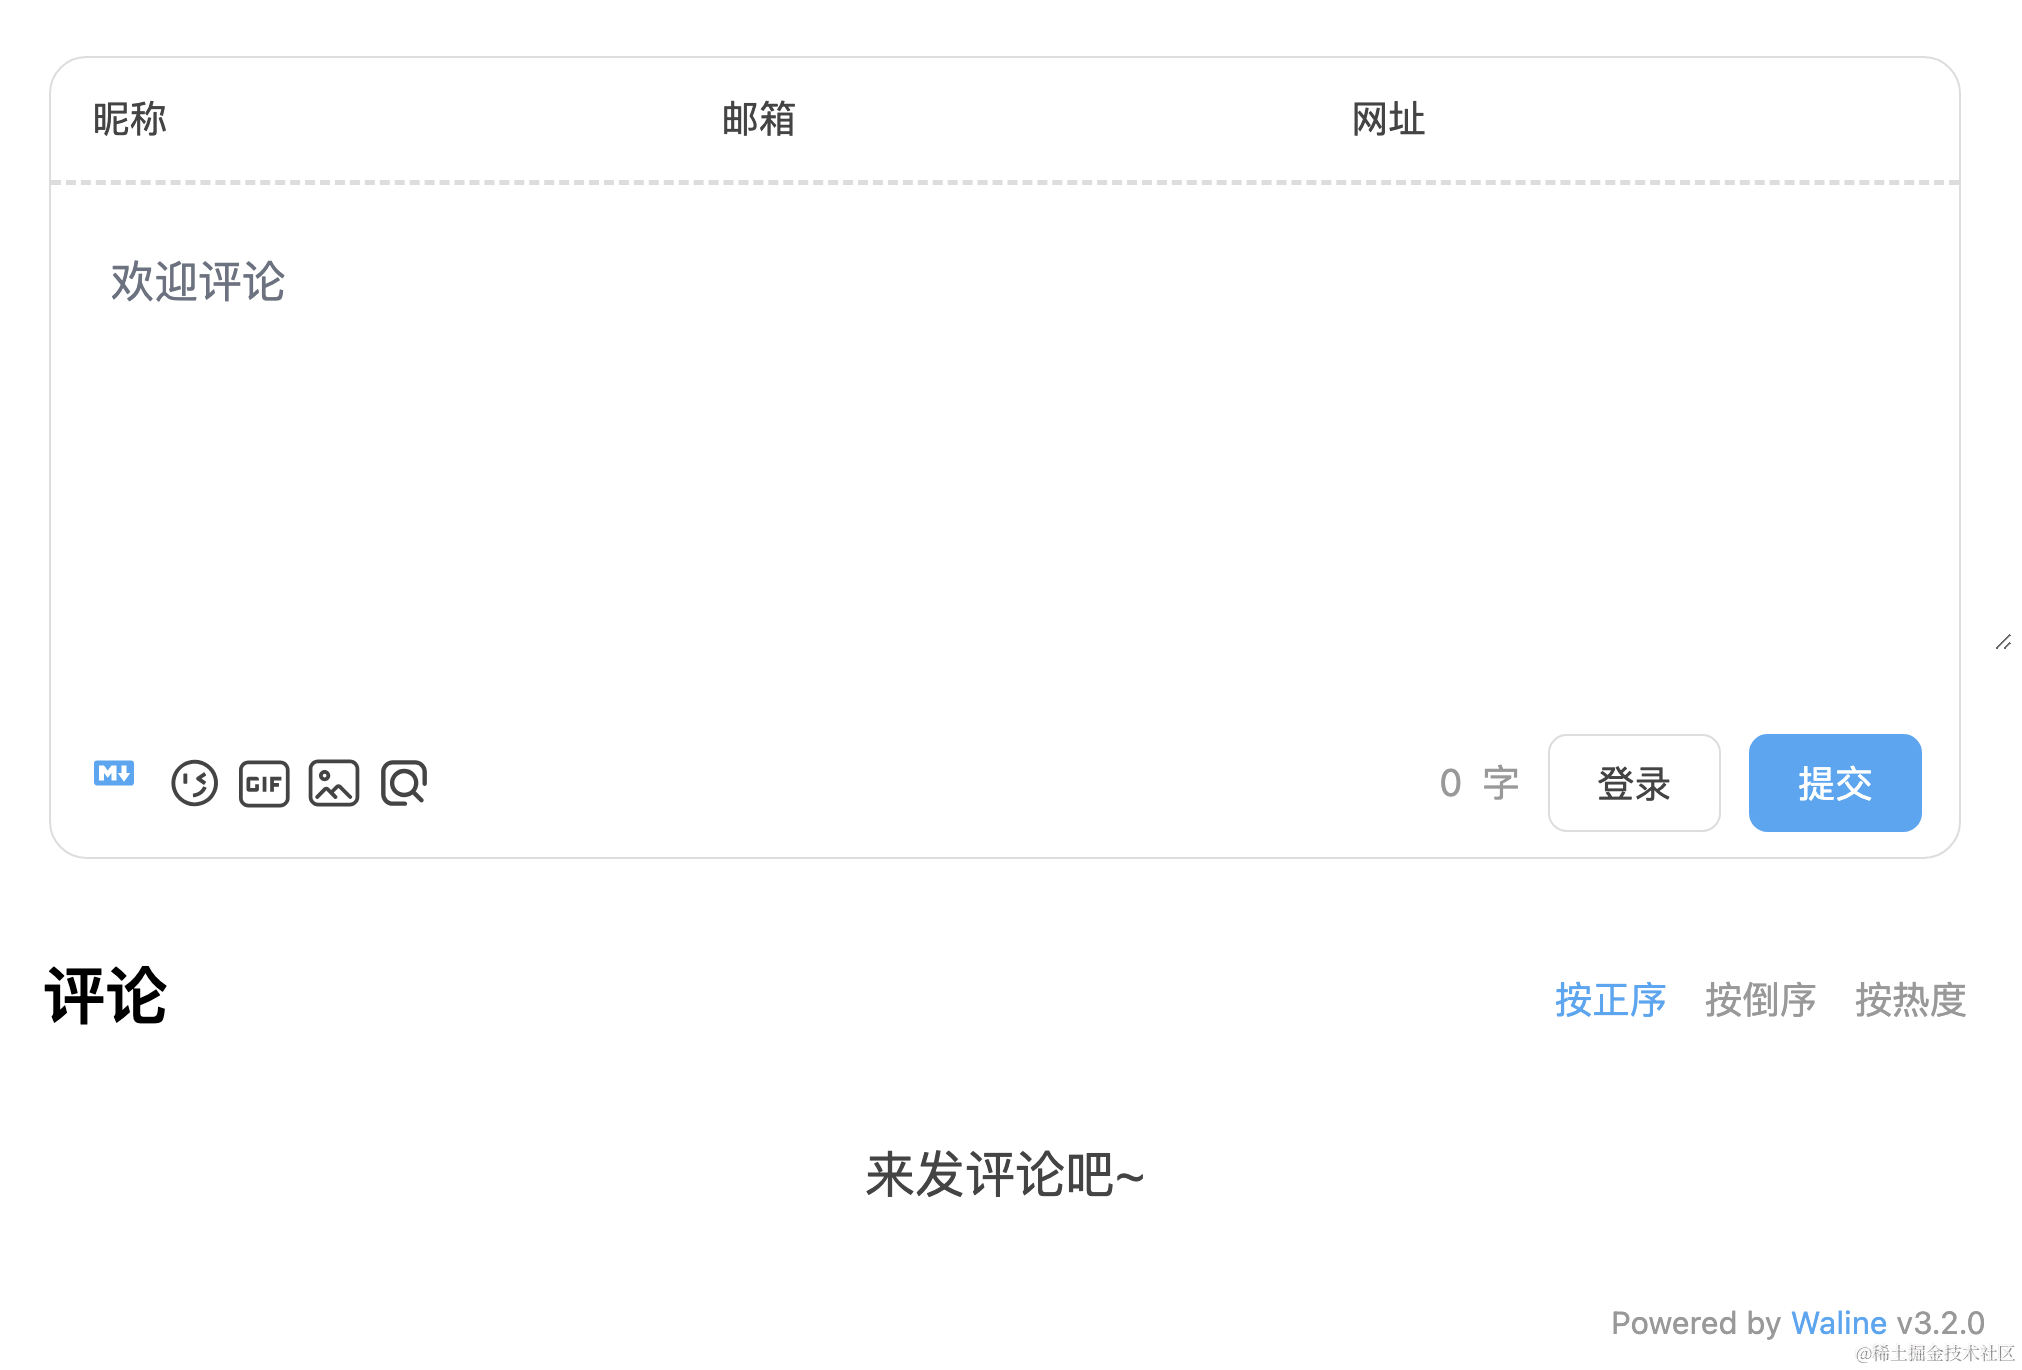 昵称 邮箱 网址
欢迎评论
M GIF 0 字 登录 提交
评论 按正序 按倒序 按热度
来发评论吧~
Powered by Waline v3.2.0
@稀土掘金技术社区